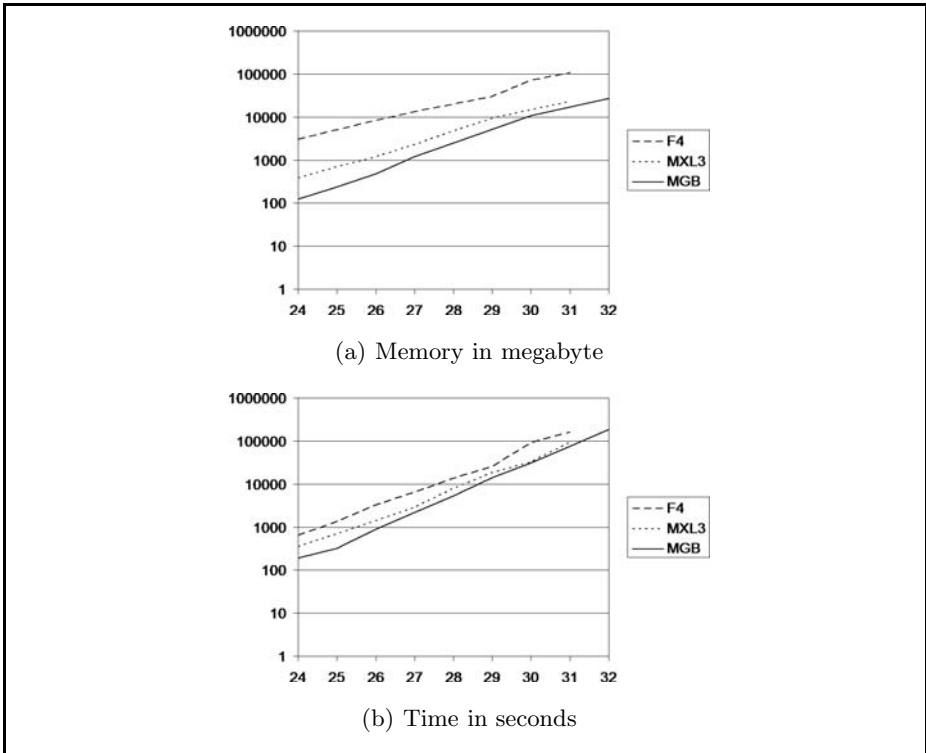 1000000
100000
10000
1000
100
10
1
24 25 26 27 28 29 30 31 32
F4
MXL3
MGB
(a) Memory in megabyte
1000000
100000
10000
1000
100
10
1
24 25 26 27 28 29 30 31 32
F4
MXL3
MGB
(b) Time in seconds